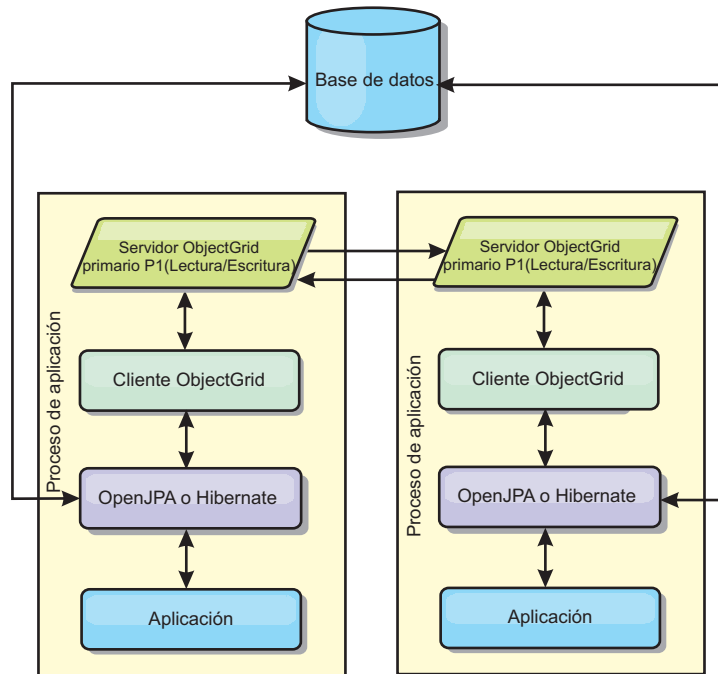 Base de datos
Proceso de aplicación
Servidor ObjectGrid
primario P1(Lectura/Escritura)
Cliente ObjectGrid
OpenJPA o Hibernate
Aplicación
Proceso de aplicación
Servidor ObjectGrid
primario P1(Lectura/Escritura)
Cliente ObjectGrid
OpenJPA o Hibernate
Aplicación